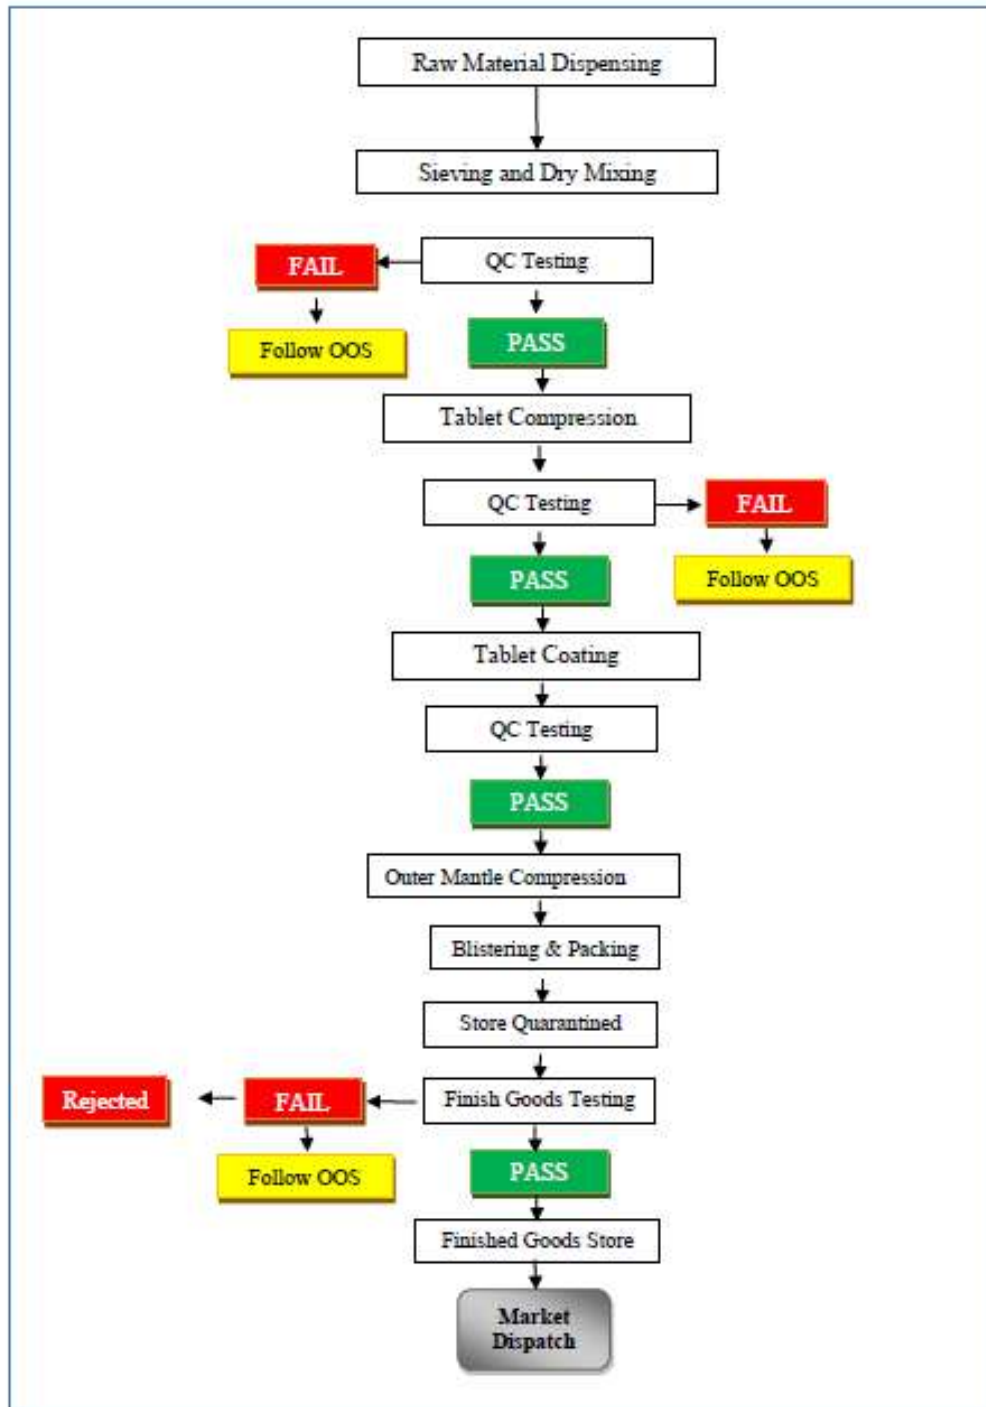 Raw Material Dispensing
Sieving and Dry Mixing
FAIL
QC Testing
Follow OOS
PASS
Tablet Compression
QC Testing
FAIL
PASS
Follow OOS
Tablet Coating
QC Testing
PASS
Outer Mantle Compression
Blistering & Packing
Store Quarantined
Rejected
FAIL
Finish Goods Testing
Follow OOS
PASS
Finished Goods Store
Market
Dispatch